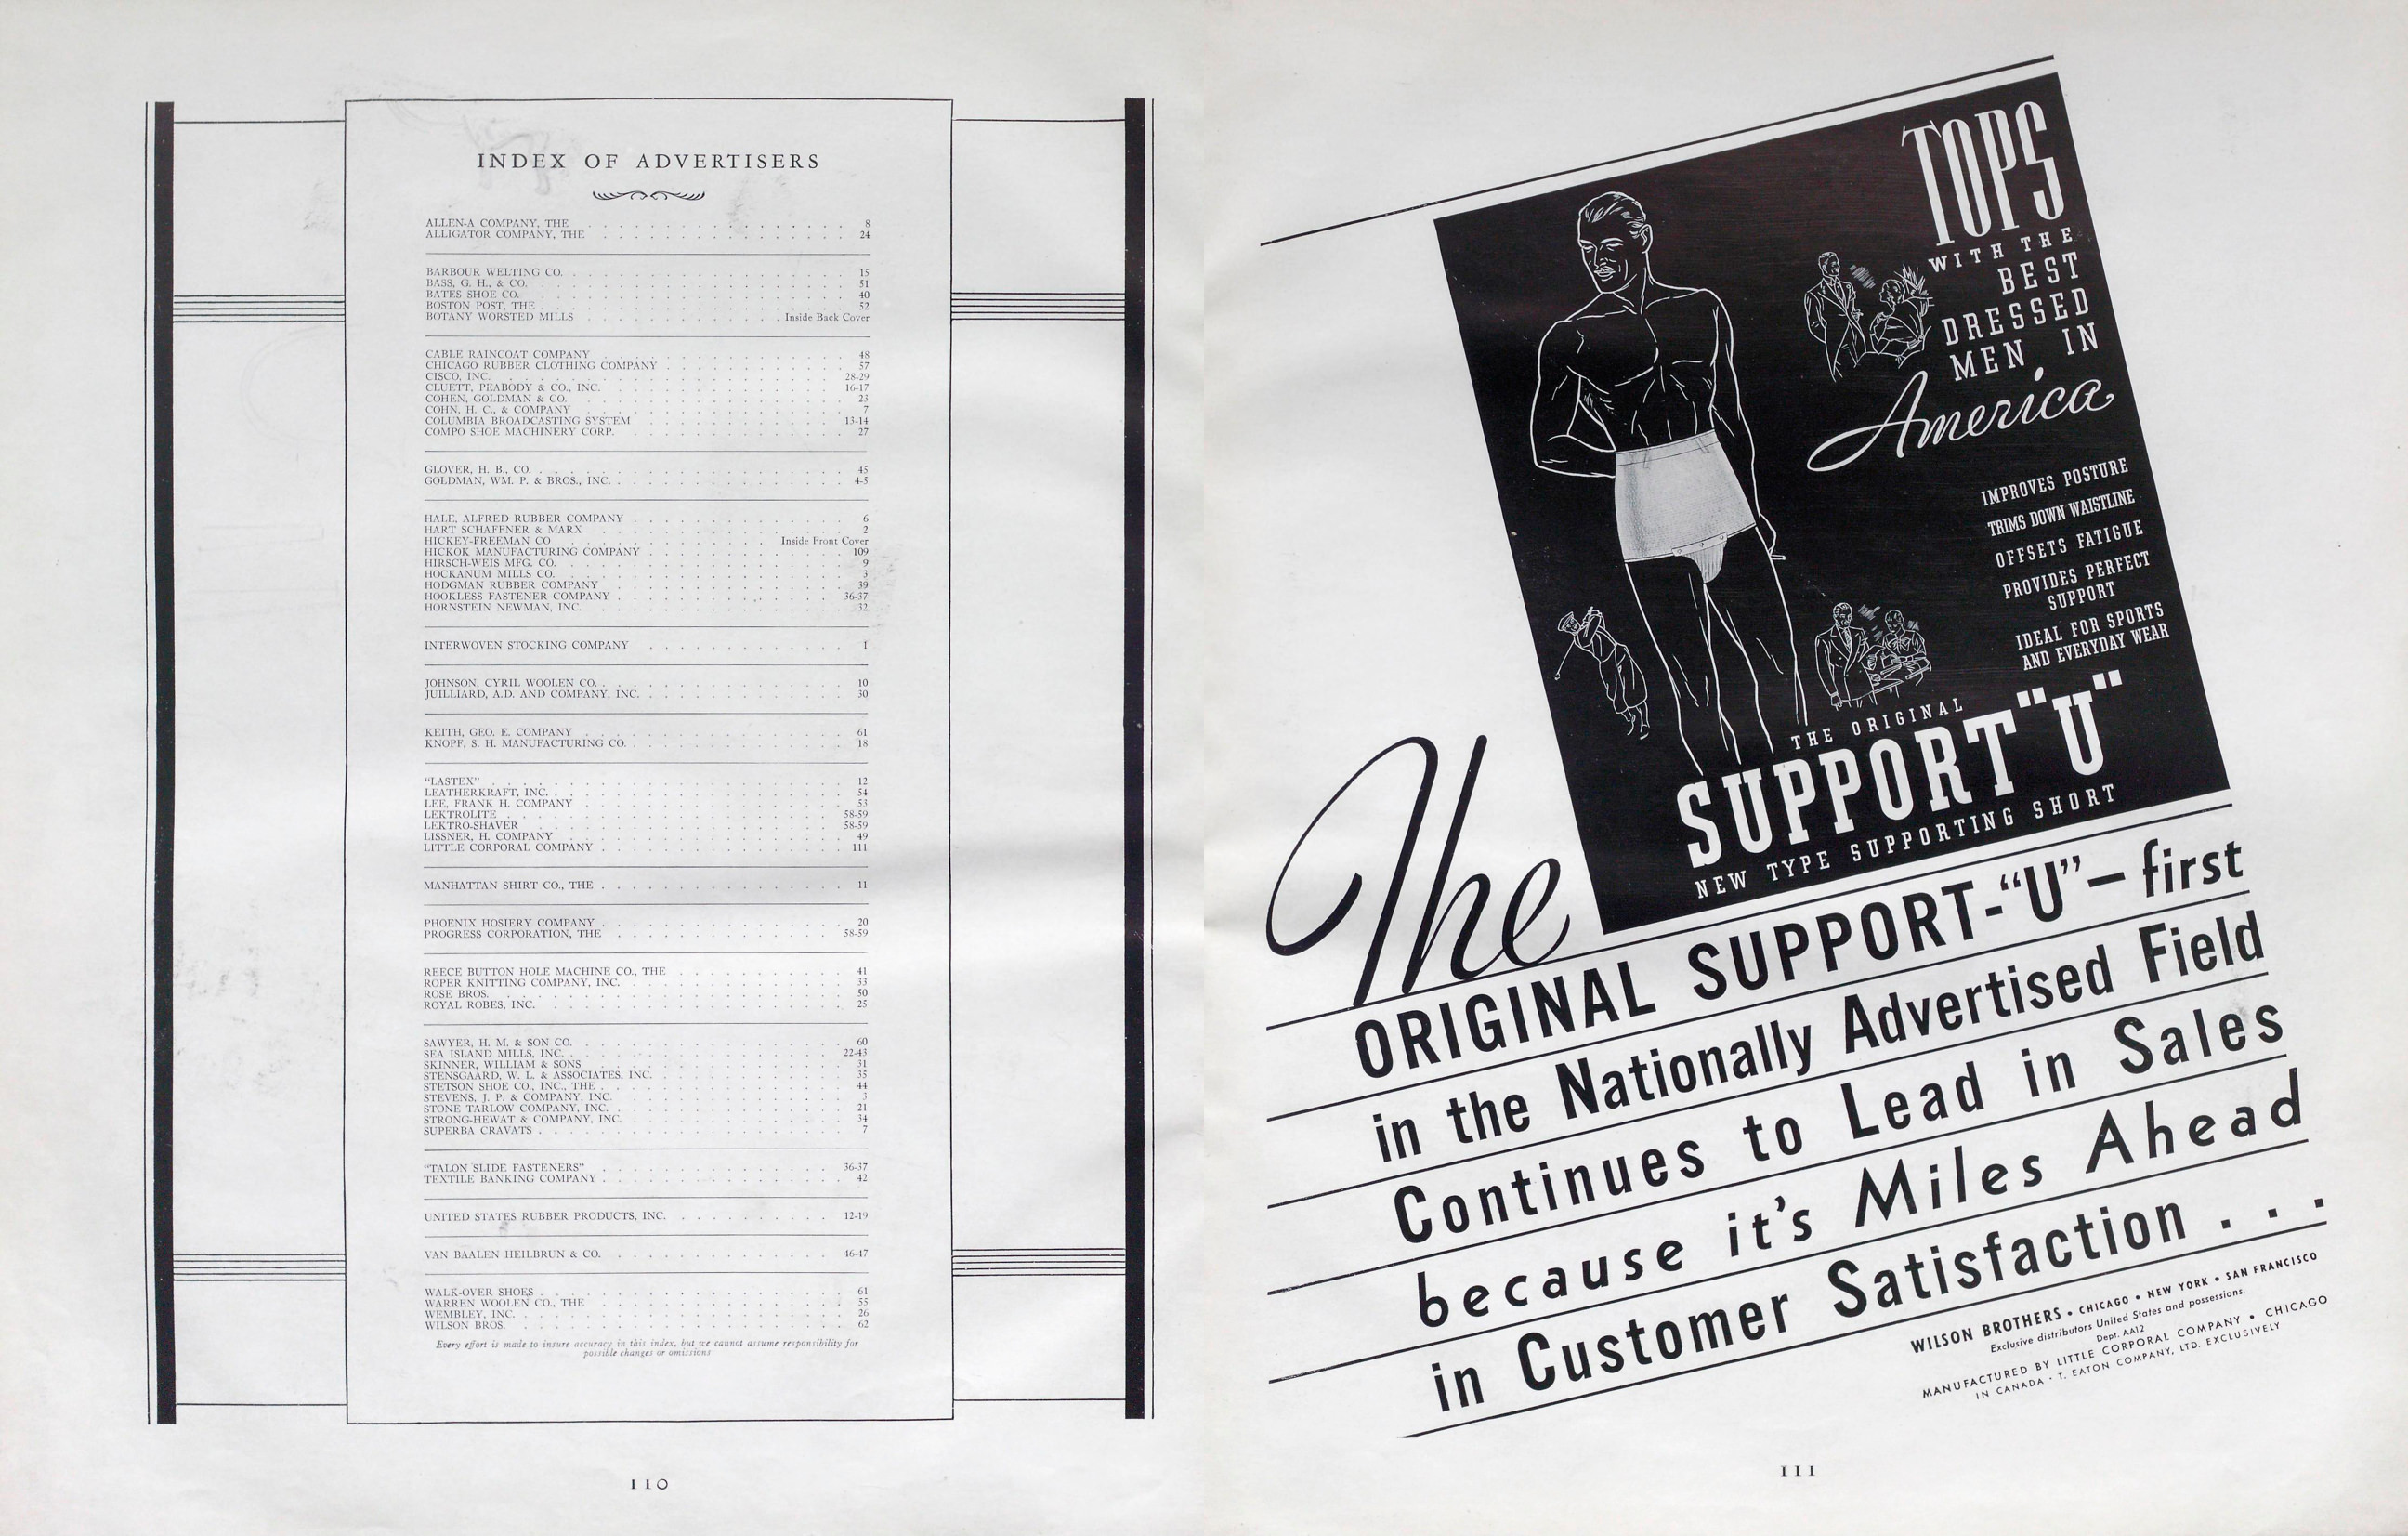 INDEX OF ADVERTISERS
ALLEN-A COMPANY, THE 8
ALLIGATOR COMPANY, THE 24
BARBOUR WELTING CO. 15
BASS, G. H., & CO. 51
BATES SHOE CO. 40
BOSTON POST, THE 52
BOTANY WORSTED MILLS Inside Back Cover
CABLE RAINCOAT COMPANY 48
CHICAGO RUBBER CLOTHING COMPANY 57
CISCO, INC. 28-29
CLUETT, PEABODY & CO., INC. 16-17
COHEN, GOLDMAN & CO. 23
COHN, H. C., & COMPANY 7
COLUMBIA BROADCASTING SYSTEM 13-14
COMPO SHOE MACHINERY CORP. 27
GLOVER, H. B., CO. 45
GOLDMAN, WM. P. & BROS., INC. 4-5
HALE, ALFRED RUBBER COMPANY 6
HART SCHAFFNER & MARX 2
HICKEY-FREEMAN CO Inside Front Cover
HICKOK MANUFACTURING COMPANY 109
HIRSCH-WEIS MFG. CO. 9
HOCKANUM MILLS CO. 3
HODGMAN RUBBER COMPANY 39
HOOKLESS FASTENER COMPANY 36-37
HORNSTEIN NEWMAN, INC. 32
INTERWOVEN STOCKING COMPANY 1
JOHNSON, CYRIL WOOLEN CO. 10
JUILLIARD, A.D. AND COMPANY, INC. 30
KEITH, GEO. E. COMPANY 61
KNOPF, S. H. MANUFACTURING CO. 18
“LASTEX” 12
LEATHERKRAFT, INC. 54
LEE, FRANK H. COMPANY 53
LEKTROLITE 58-59
LEKTRO-SHAVER 58-59
LISSNER, H. COMPANY 49
LITTLE CORPORAL COMPANY 111
MANHATTAN SHIRT CO., THE 11
PHOENIX HOSIERY COMPANY 20
PROGRESS CORPORATION, THE 58-59
REECE BUTTON HOLE MACHINE CO., THE 41
ROPER KNITTING COMPANY, INC. 33
ROSE BROS. 50
ROYAL ROBES, INC. 25
SAWYER, H. M. & SON CO. 60
SEA ISLAND MILLS, INC. 22-43
SKINNER, WILLIAM & SONS 31
STENSGAARD, W. L. & ASSOCIATES, INC. 35
STETSON SHOE CO., INC., THE 44
STEVENS, J. P. & COMPANY, INC. 3
STONE TARLOW COMPANY, INC. 21
STRONG-HEWAT & COMPANY, INC. 34
SUPERBA CRAVATS 7
“TALON SLIDE FASTENERS” 36-37
TEXTILE BANKING COMPANY 42
UNITED STATES RUBBER PRODUCTS, INC. 12-19
VAN BAALEN HEILBRUN & CO. 46-47
WALK-OVER SHOES 61
WARREN WOOLEN CO., THE 55
WEMBLEY, INC. 26
WILSON BROS. 62
Every effort is made to insure accuracy in this index, but we cannot assume responsibility for
possible changes or omissions
110
TOPS
WITH THE
BEST
DRESSED
MEN IN
America
IMPROVES POSTURE
TRIMS DOWN WAISTLINE
OFFSETS FATIGUE
PROVIDES PERFECT
SUPPORT
IDEAL FOR SPORTS
AND EVERYDAY WEAR
THE ORIGINAL
SUPPORT "U"
NEW TYPE SUPPORTING SHORT
The
ORIGINAL SUPPORT-“U”– first
in the Nationally Advertised Field
Continues to Lead in Sales
because it's Miles Ahead
in Customer Satisfaction . . .
WILSON BROTHERS • CHICAGO • NEW YORK • SAN FRANCISCO
Exclusive distributors United States and possessions.
Dept. AA12
MANUFACTURED BY LITTLE CORPORAL COMPANY • CHICAGO
IN CANADA - T. EATON COMPANY, LTD. EXCLUSIVELY
111